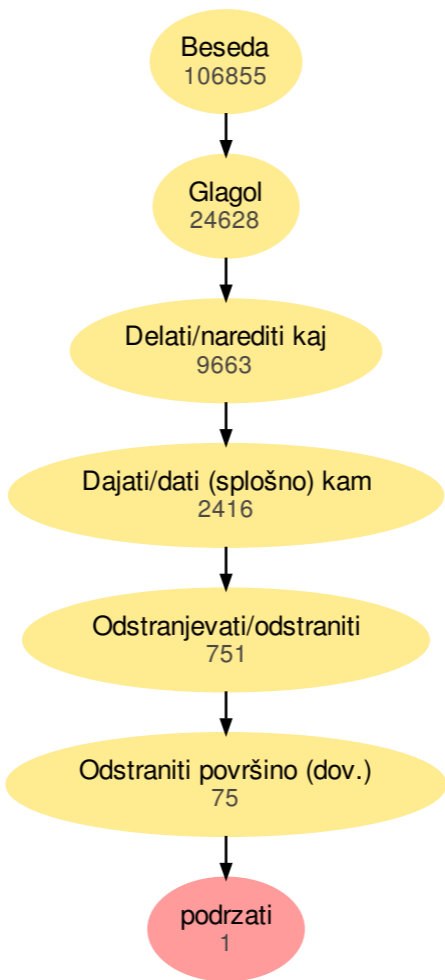 Beseda
106855
Glagol
24628
Delati/narediti kaj
9663
Dajati/dati (splošno) kam
2416
Odstranjevati/odstraniti
751
Odstraniti površino (dov.)
75
podrzati
1